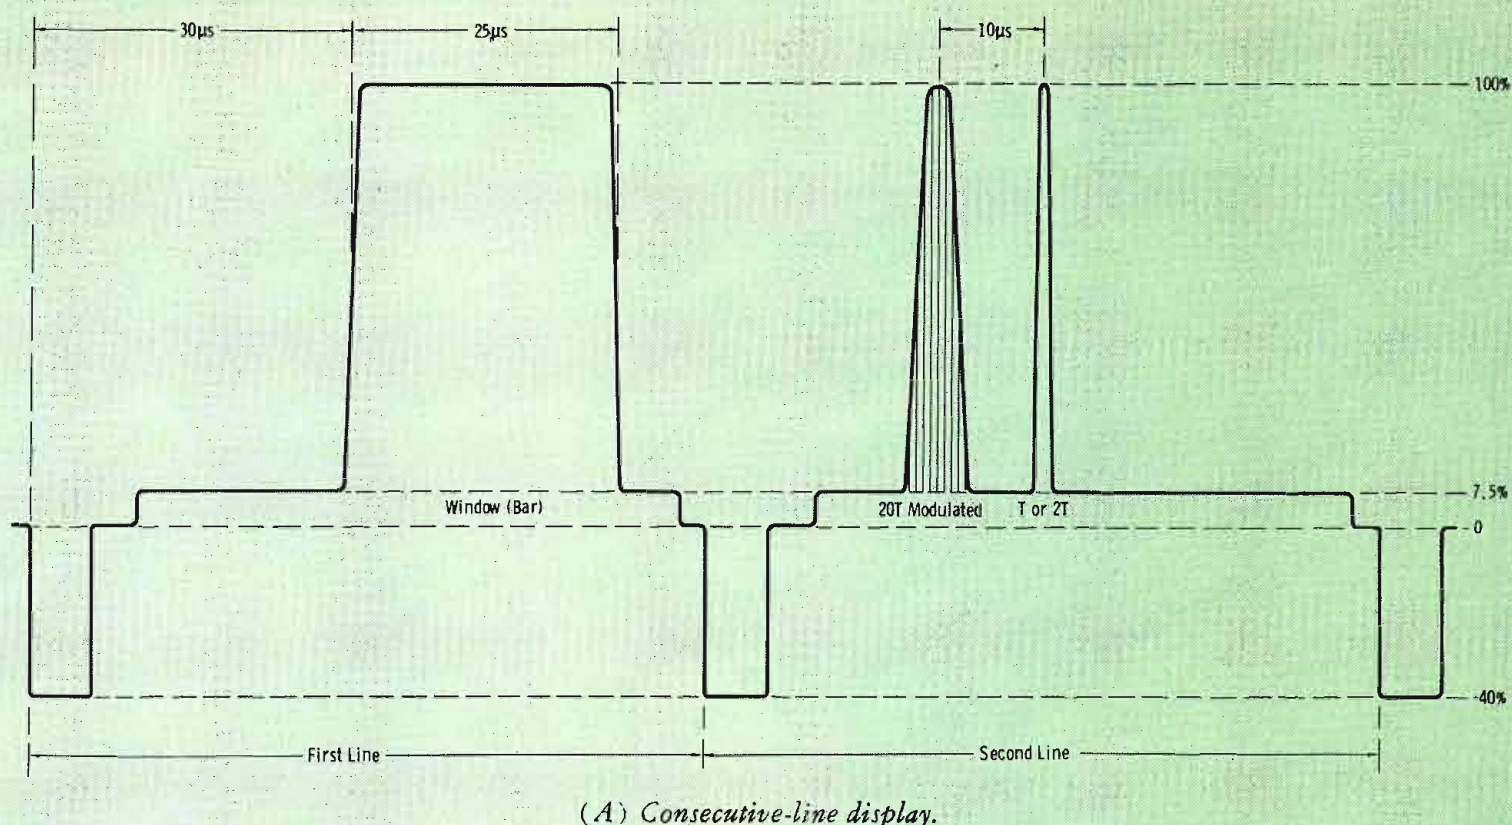 30µs
25µs
10µs
100%
Window (Bar)
20T Modulated
T or 2T
7.5%
0
-40%
First Line
Second Line
(A) Consecutive-line display.